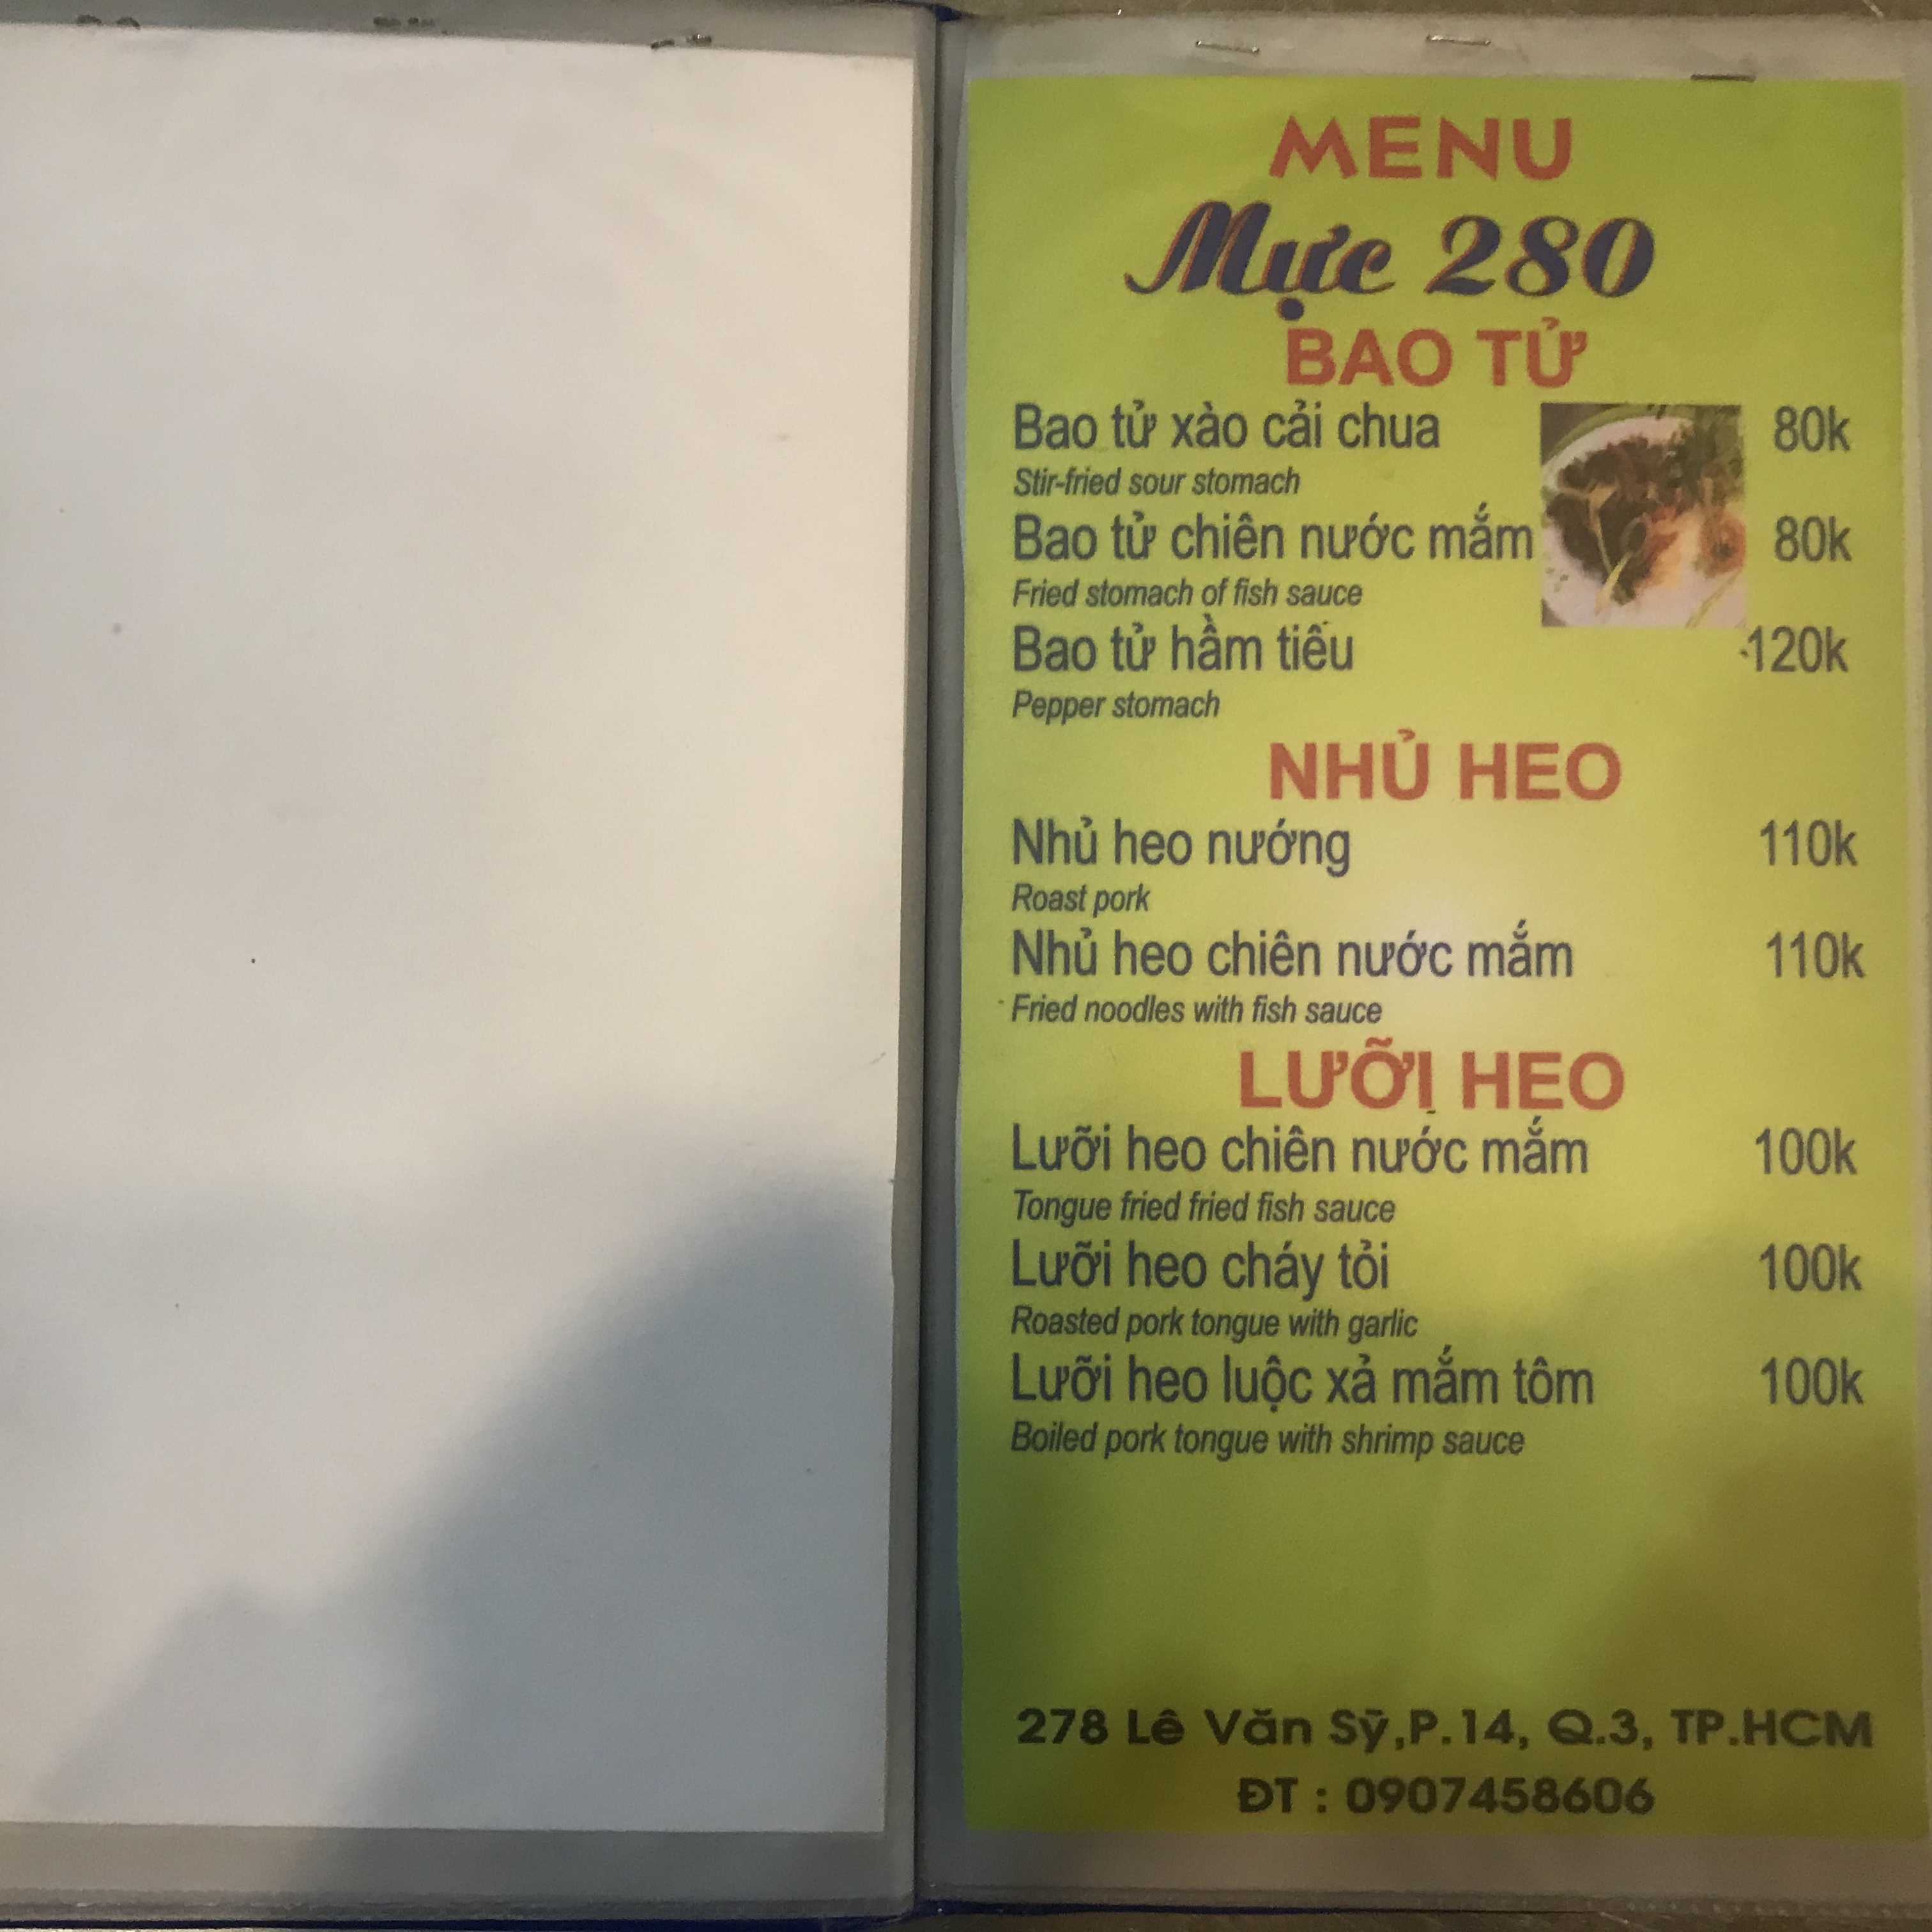 MENU
Mực 280
BAO TỬ
Bao tử xào cải chua 80k
Stir-fried sour stomach
Bao tử chiên nước mắm 80k
Fried stomach of fish sauce
Bao tử hầm tiếu 120k
Pepper stomach
NHỦ HEO
Nhủ heo nướng 110k
Roast pork
Nhủ heo chiên nước mắm 110k
Fried noodles with fish sauce
LƯỠI HEO
Lưỡi heo chiên nước mắm 100k
Tongue fried fried fish sauce
Lưỡi heo cháy tỏi 100k
Roasted pork tongue with garlic
Lưỡi heo luộc xả mắm tôm 100k
Boiled pork tongue with shrimp sauce
278 Lê Văn Sỹ,P.14, Q.3, TP.HCM
ĐT : 0907458606